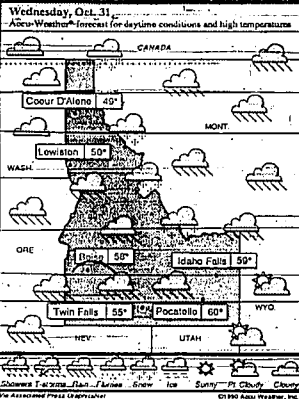 Wednesday, Oct. 31
Accu-Weather® forecast for daytime conditions and high temperatures
CANADA
Coeur D'Alene 49°
MONT.
Lewiston 50°
WASH.
ORE
Boise 58°
Idaho Falls 59°
WYO.
Twin Falls 55°
Pocatello 60°
NEV.
UTAH
Showers T-storms Rain Flurries Snow Ice Sunny Pt. Cloudy Cloudy
Via Associated Press GraphicsNet
©1990 Accu-Weather, Inc.